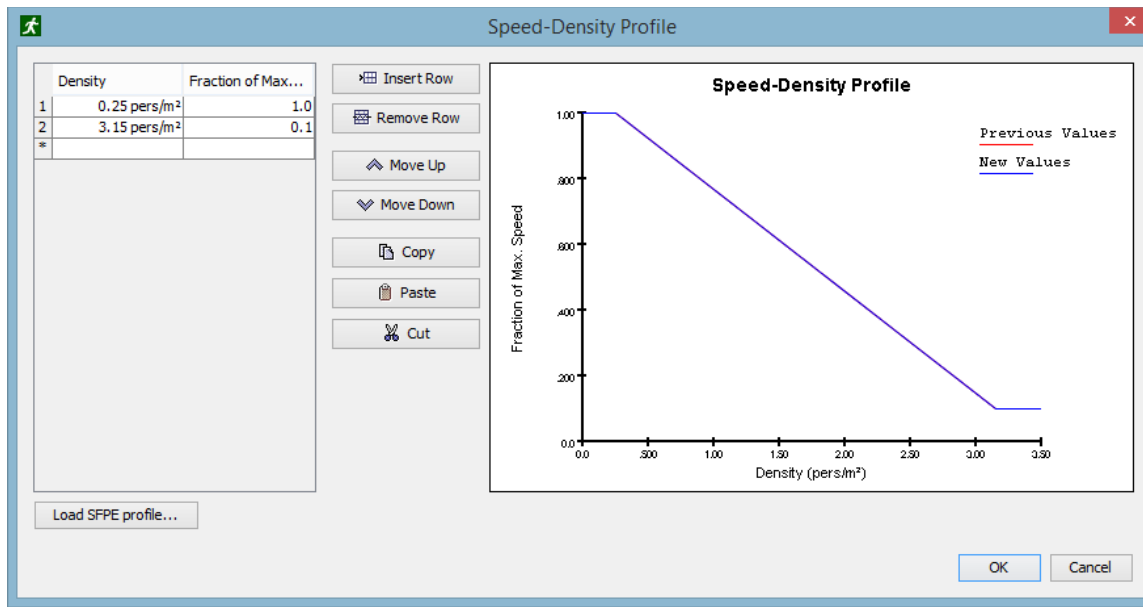 Speed-Density Profile
Density Fraction of Max...
1 0.25 pers/m² 1.0
2 3.15 pers/m² 0.1
*
Insert Row
Remove Row
Move Up
Move Down
Copy
Paste
Cut
Load SFPE profile...
Speed-Density Profile
Previous Values
New Values
Fraction of Max. Speed
1.00
.800
.600
.400
.200
0.0
0.0 .500 1.00 1.50 2.00 2.50 3.00 3.50
Density (pers/m²)
OK Cancel